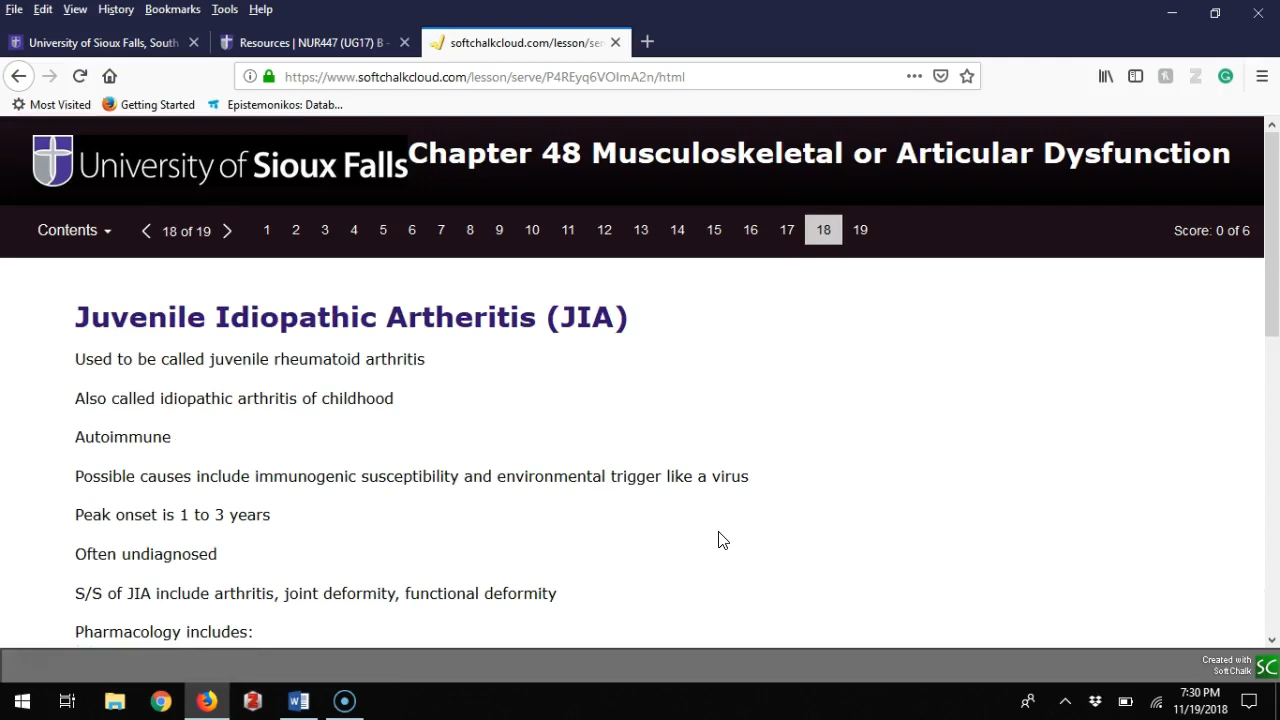 File Edit View History Bookmarks Tools Help
University of Sioux Falls, South
Resources | NUR447 (UG17) B -
softchalkcloud.com/lesson/ser
https://www.softchalkcloud.com/lesson/serve/P4REyq6VOImA2n/html
Most Visited Getting Started Epistemonikos: Datab...
University of Sioux Falls
Chapter 48 Musculoskeletal or Articular Dysfunction
Contents 18 of 19 1 2 3 4 5 6 7 8 9 10 11 12 13 14 15 16 17 18 19 Score: 0 of 6
Juvenile Idiopathic Artheritis (JIA)
Used to be called juvenile rheumatoid arthritis
Also called idiopathic arthritis of childhood
Autoimmune
Possible causes include immunogenic susceptibility and environmental trigger like a virus
Peak onset is 1 to 3 years
Often undiagnosed
S/S of JIA include arthritis, joint deformity, functional deformity
Pharmacology includes:
Created with
SoftChalk
SC
7:30 PM
11/19/2018